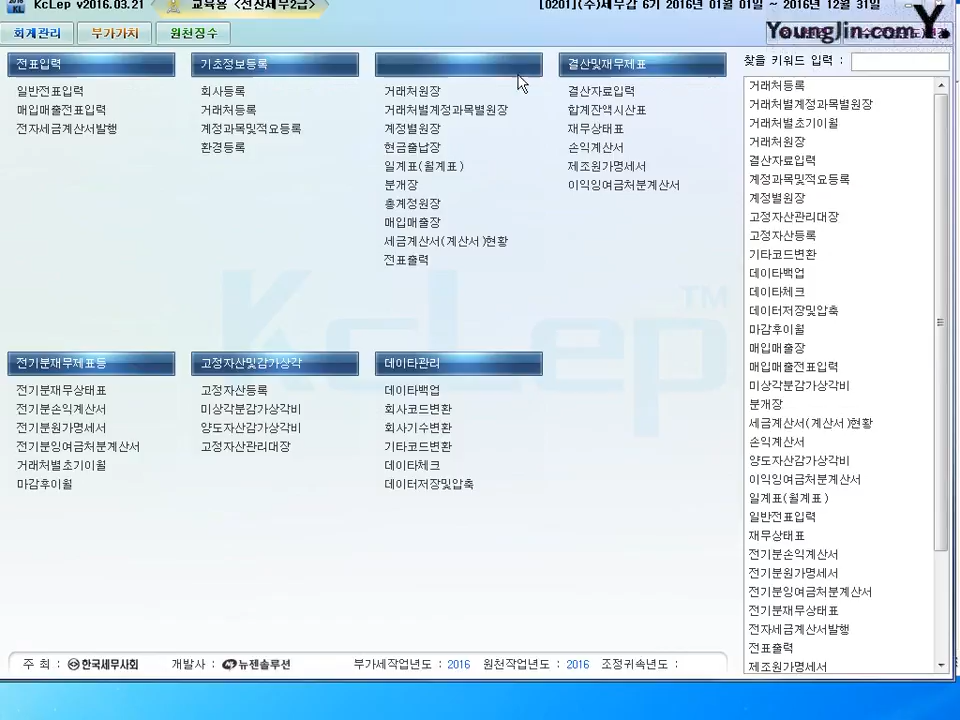 KcLep v2016.03.21
교육용 <전산세무2급>
[0201](주)세무갑 6기 2016년 01월 01일 ~ 2016년 12월 31일
YoungJin.com Y.
회계관리
부가가치
원천징수
전표입력
일반전표입력
매입매출전표입력
전자세금계산서발행
기초정보등록
회사등록
거래처등록
계정과목및적요등록
환경등록
거래처원장
거래처별계정과목별원장
계정별원장
현금출납장
일계표(월계표)
분개장
총계정원장
매입매출장
세금계산서(계산서)현황
전표출력
결산및재무제표
결산자료입력
합계잔액시산표
재무상태표
손익계산서
제조원가명세서
이익잉여금처분계산서
전기분재무제표등
전기분재무상태표
전기분손익계산서
전기분원가명세서
전기분잉여금처분계산서
거래처별초기이월
마감후이월
고정자산및감가상각
고정자산등록
미상각분감가상각비
양도자산감가상각비
고정자산관리대장
데이타관리
데이타백업
회사코드변환
회사기수변환
기타코드변환
데이타체크
데이터저장및압축
KcLep TM
찾을 키워드 입력 :
거래처등록
거래처별계정과목별원장
거래처별초기이월
거래처원장
결산자료입력
계정과목및적요등록
계정별원장
고정자산관리대장
고정자산등록
기타코드변환
데이타백업
데이타체크
데이터저장및압축
마감후이월
매입매출장
매입매출전표입력
미상각분감가상각비
분개장
세금계산서(계산서)현황
손익계산서
양도자산감가상각비
이익잉여금처분계산서
일계표(월계표)
일반전표입력
재무상태표
전기분손익계산서
전기분원가명세서
전기분잉여금처분계산서
전기분재무상태표
전자세금계산서발행
전표출력
제조원가명세서
주 최 : 한국세무사회 개발사 : 뉴젠솔루션 부가세작업년도 : 2016 원천작업년도 : 2016 조정귀속년도 :